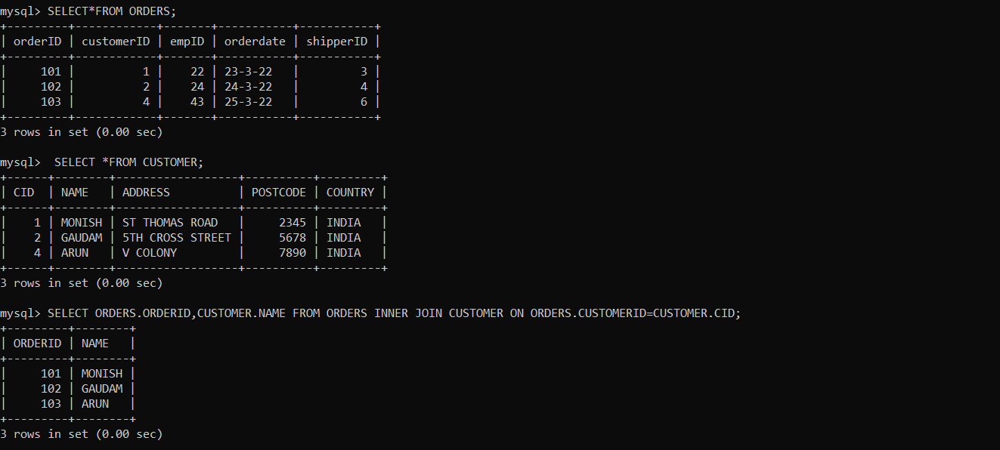 mysql> SELECT*FROM ORDERS;
+---------+------------+-------+-----------+-----------+
| orderID | customerID | empID | orderdate | shipperID |
+---------+------------+-------+-----------+-----------+
|     101 |          1 |    22 | 23-3-22   |         3 |
|     102 |          2 |    24 | 24-3-22   |         4 |
|     103 |          4 |    43 | 25-3-22   |         6 |
+---------+------------+-------+-----------+-----------+
3 rows in set (0.00 sec)

mysql>  SELECT *FROM CUSTOMER;
+------+--------+------------------+----------+---------+
| CID  | NAME   | ADDRESS          | POSTCODE | COUNTRY |
+------+--------+------------------+----------+---------+
|    1 | MONISH | ST THOMAS ROAD   |     2345 | INDIA   |
|    2 | GAUDAM | 5TH CROSS STREET |     5678 | INDIA   |
|    4 | ARUN   | V COLONY         |     7890 | INDIA   |
+------+--------+------------------+----------+---------+
3 rows in set (0.00 sec)

mysql> SELECT ORDERS.ORDERID,CUSTOMER.NAME FROM ORDERS INNER JOIN CUSTOMER ON ORDERS.CUSTOMERID=CUSTOMER.CID;
+---------+--------+
| ORDERID | NAME   |
+---------+--------+
|     101 | MONISH |
|     102 | GAUDAM |
|     103 | ARUN   |
+---------+--------+
3 rows in set (0.00 sec)